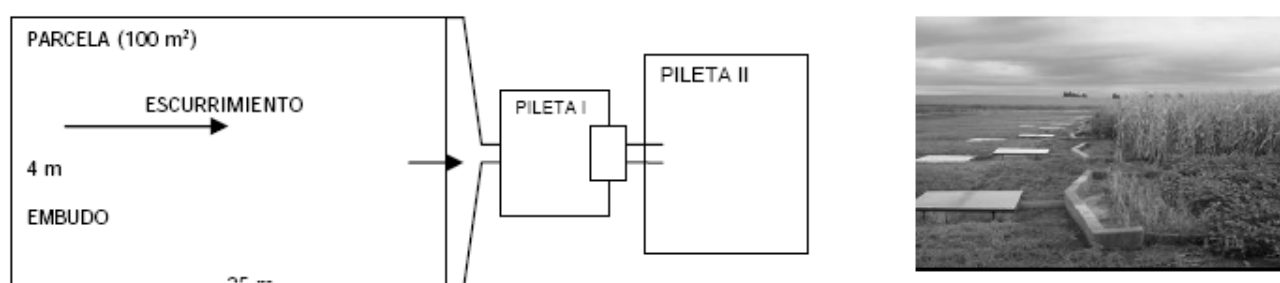 PARCELA (100 m²)
ESCURRIMIENTO
4 m
EMBUDO
PILETA I
PILETA II